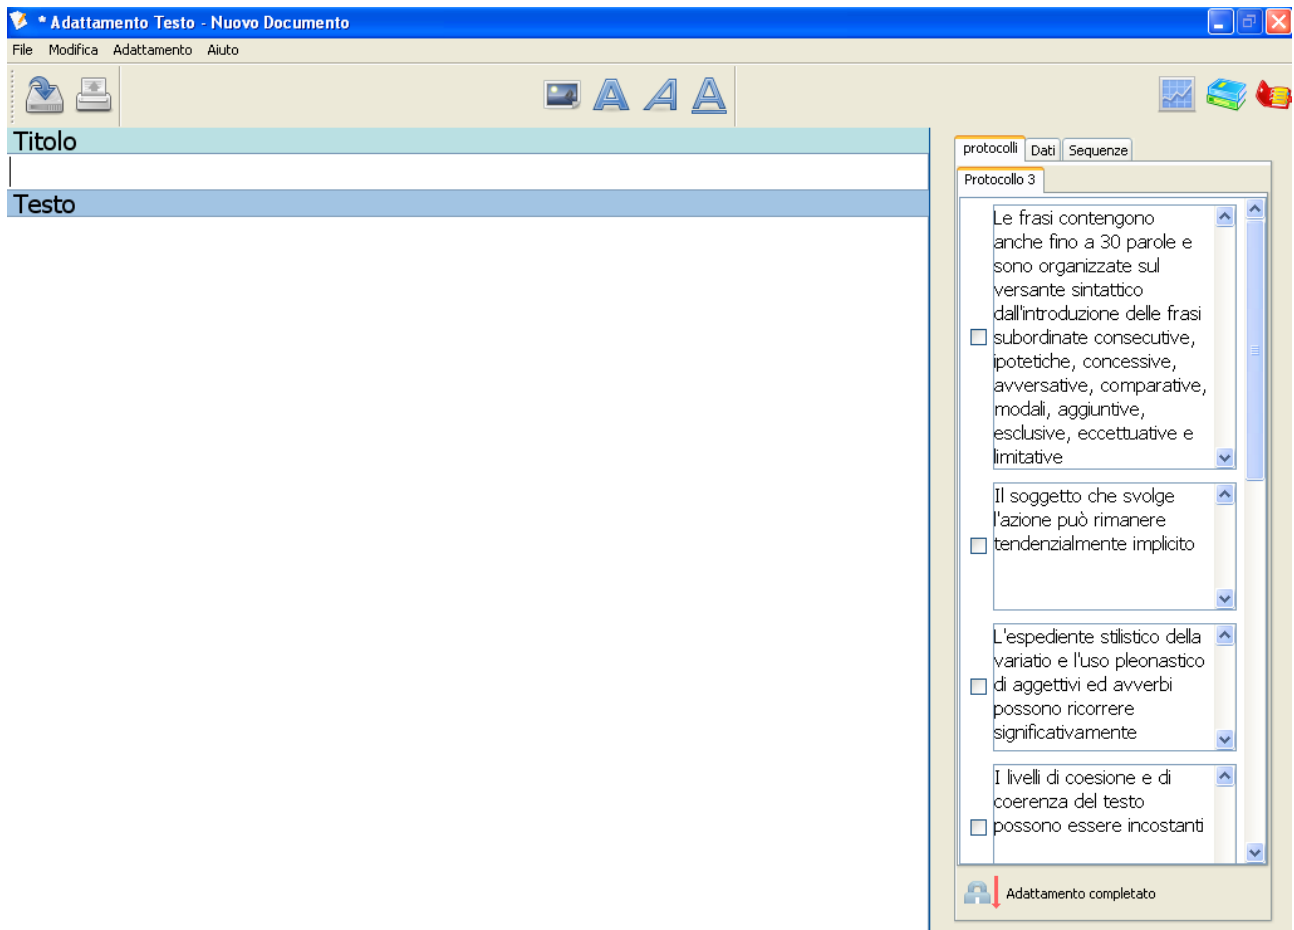 * Adattamento Testo - Nuovo Documento
File Modifica Adattamento Aiuto
Titolo
Testo
protocolli Dati Sequenze
Protocollo 3
Le frasi contengono
anche fino a 30 parole e
sono organizzate sul
versante sintattico
dall'introduzione delle frasi
subordinate consecutive,
ipotetiche, concessive,
avversative, comparative,
modali, aggiuntive,
esclusive, eccettuative e
limitative
Il soggetto che svolge
l'azione può rimanere
tendenzialmente implicito
L'espediente stilistico della
variatio e l'uso pleonastico
di aggettivi ed avverbi
possono ricorrere
significativamente
I livelli di coesione e di
coerenza del testo
possono essere incostanti
Adattamento completato